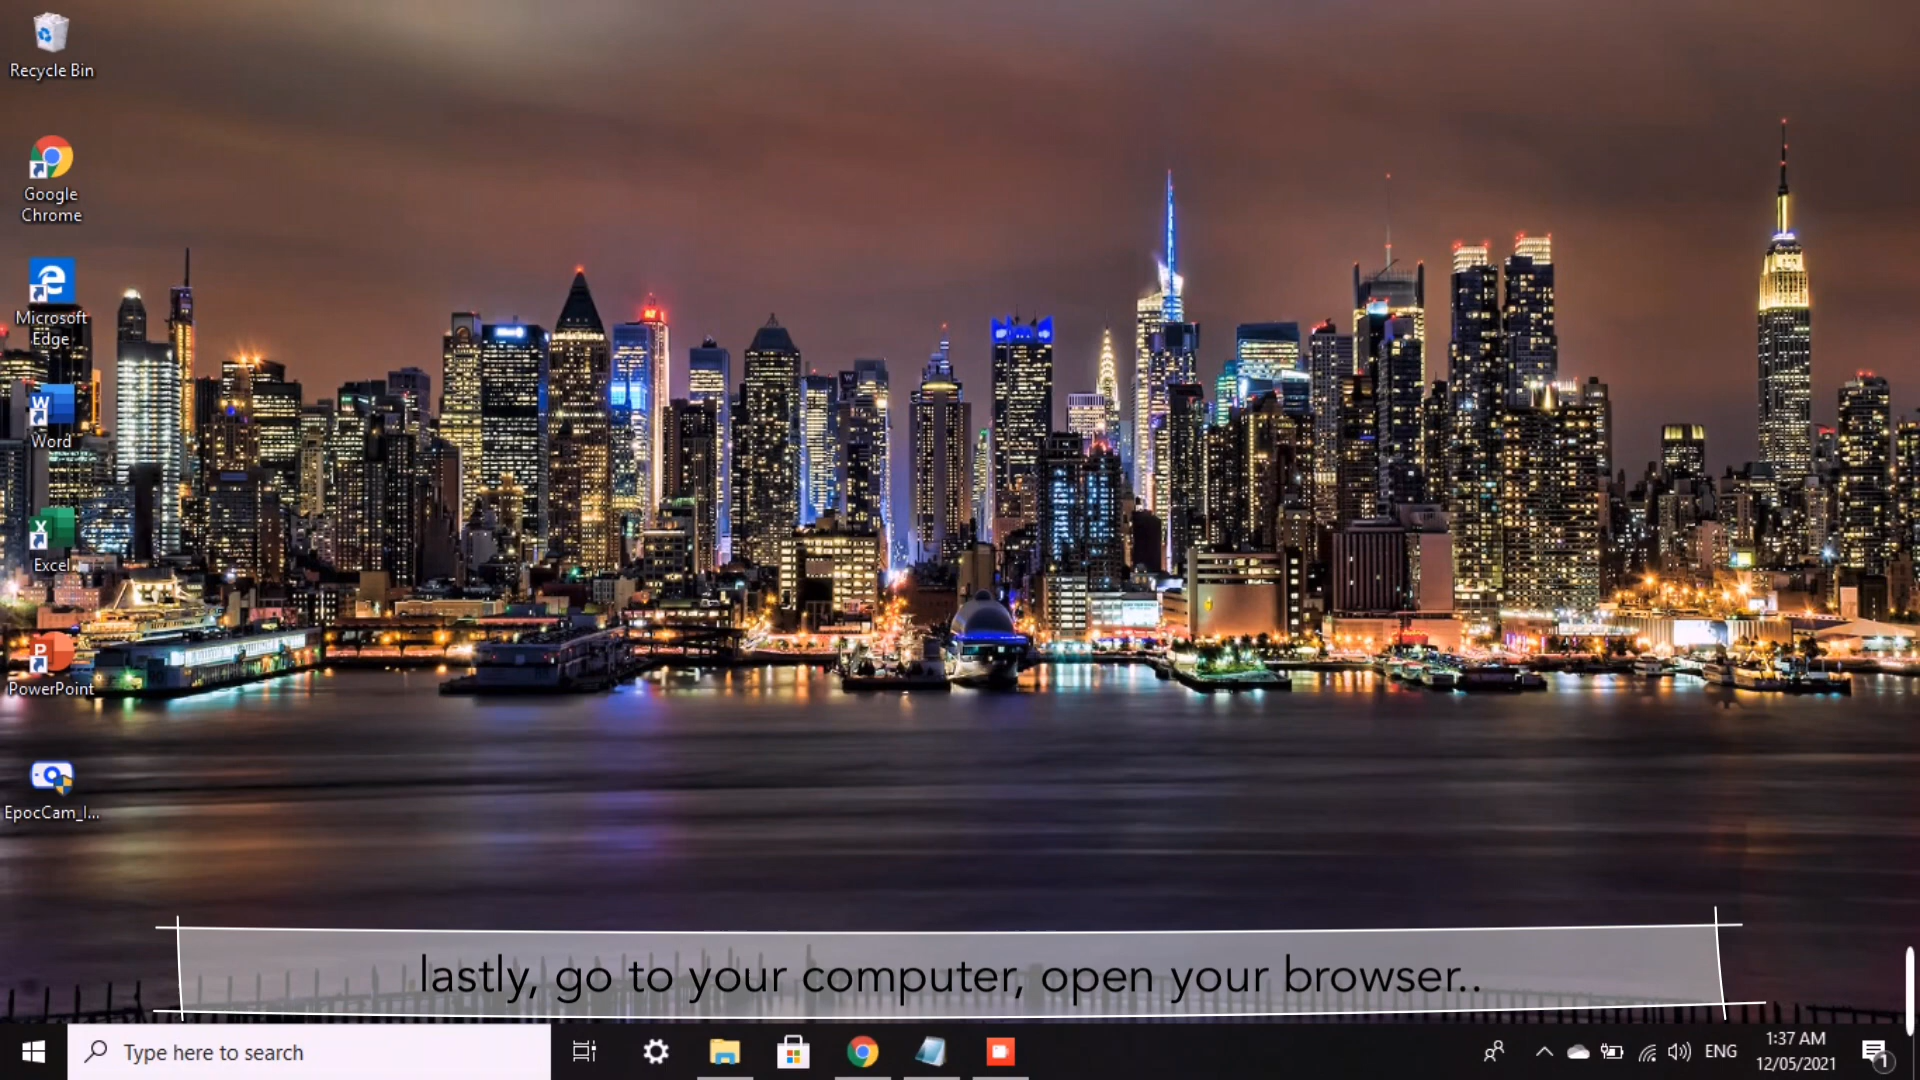 Recycle Bin
Google
Chrome
Microsoft
Edge
Word
Excel
PowerPoint
EpocCam_I...
lastly, go to your computer, open your browser..
Type here to search
ENG
1:37 AM
12/05/2021
1